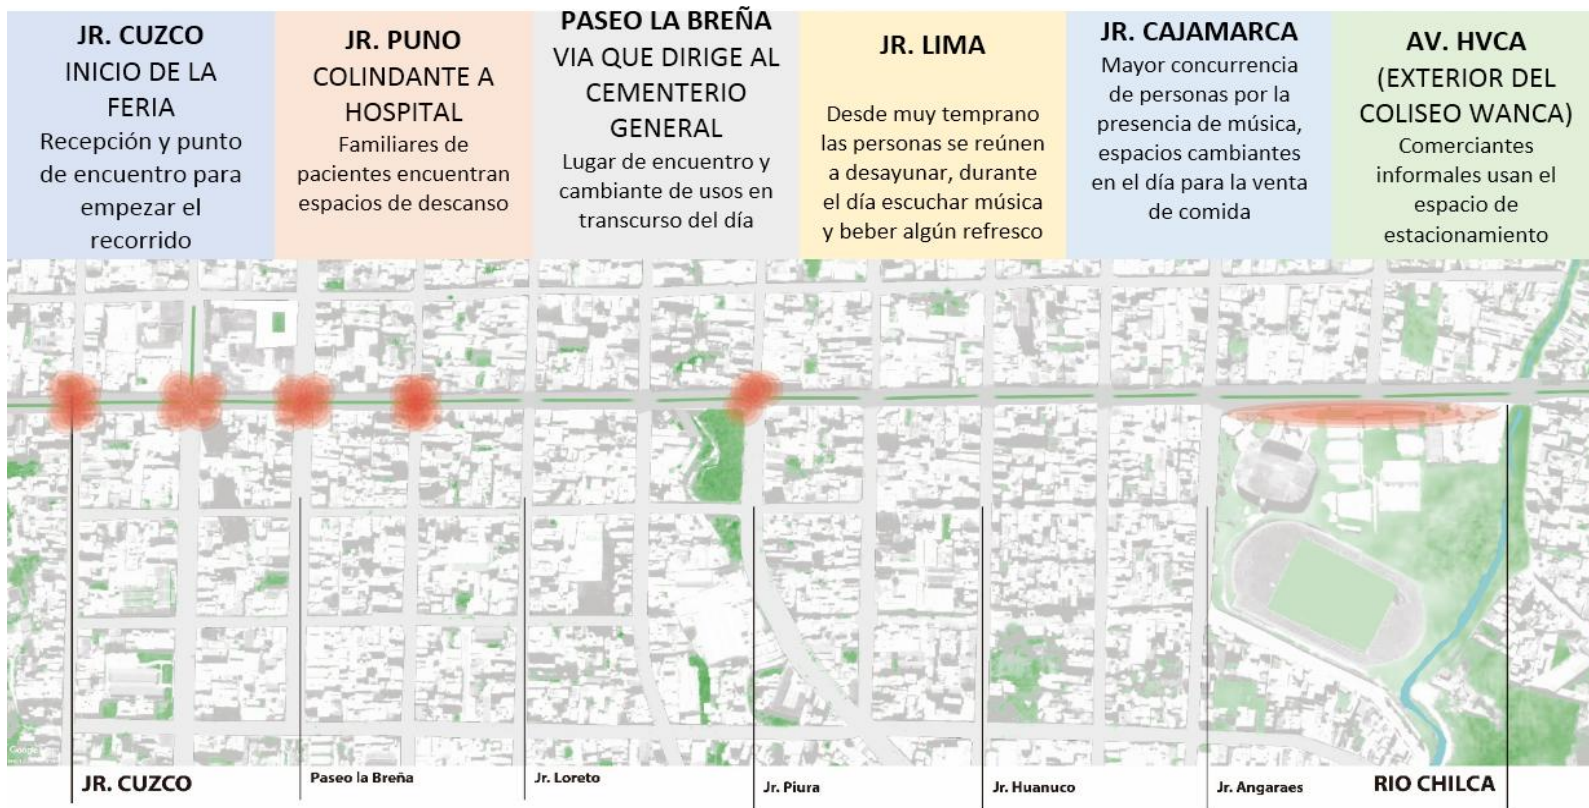 JR. CUZCO
INICIO DE LA
FERIA
Recepción y punto
de encuentro para
empezar el
recorrido
JR. PUNO
COLINDANTE A
HOSPITAL
Familiares de
pacientes encuentran
espacios de descanso
PASEO LA BREÑA
VIA QUE DIRIGE AL
CEMENTERIO
GENERAL
Lugar de encuentro y
cambiante de usos en
transcurso del día
JR. LIMA
Desde muy temprano
las personas se reúnen
a desayunar, durante
el día escuchar música
y beber algún refresco
JR. CAJAMARCA
Mayor concurrencia
de personas por la
presencia de música,
espacios cambiantes
en el día para la venta
de comida
AV. HVCA
(EXTERIOR DEL
COLISEO WANCA)
Comerciantes
informales usan el
espacio de
estacionamiento
Google
JR. CUZCO
Paseo la Breña
Jr. Loreto
Jr. Piura
Jr. Huanuco
Jr. Angaraes
RIO CHILCA